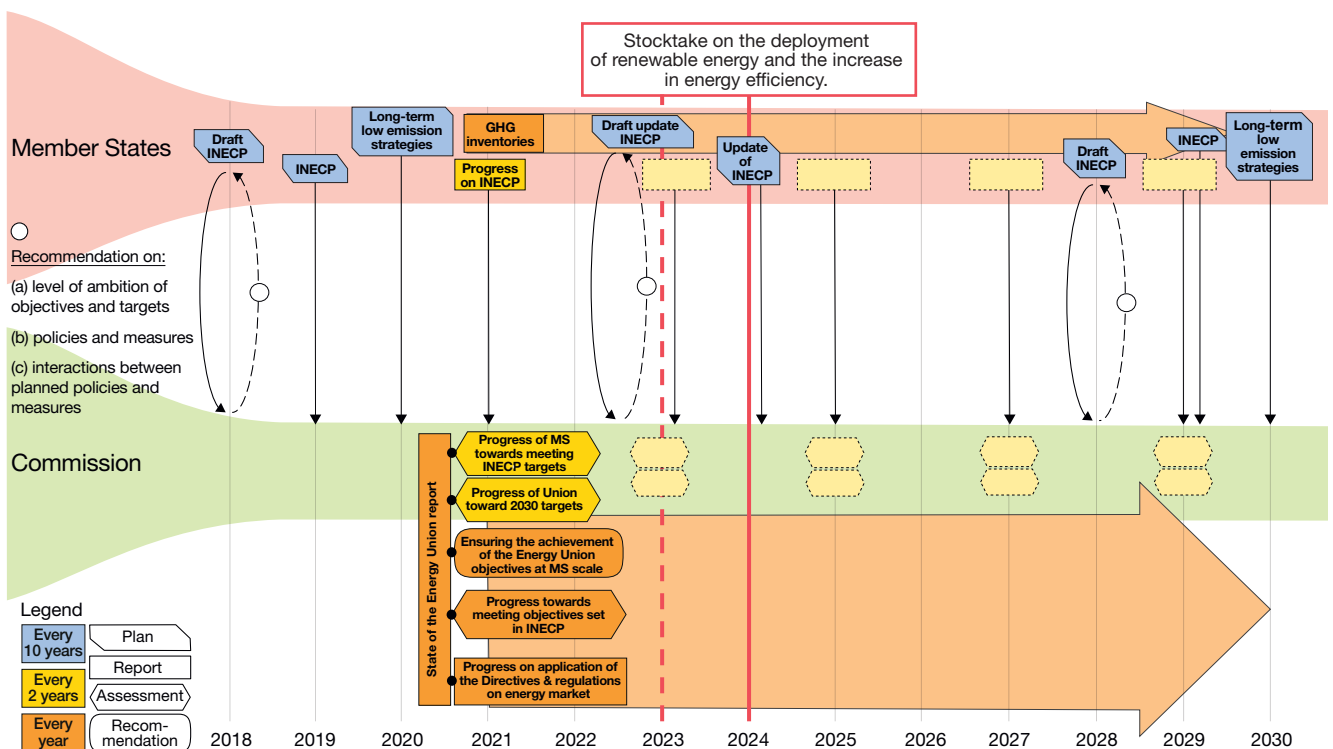 Stocktake on the deployment
of renewable energy and the increase
in energy efficiency.
Member States
Draft
INECP
INECP
Long-term
low emission
strategies
GHG
inventories
Progress
on INECP
Draft update
INECP
Update
of
INECP
Draft
INECP
INECP
Long-term
low
emission
strategies
Recommendation on:
(a) level of ambition of
objectives and targets
(b) policies and measures
(c) interactions between
planned policies and
measures
Commission
State of the Energy Union report
Progress of MS
towards meeting
INECP targets
Progress of Union
toward 2030 targets
Ensuring the achievement
of the Energy Union
objectives at MS scale
Progress towards
meeting objectives set
in INECP
Progress on application of
the Directives & regulations
on energy market
Legend
Every
10 years
Plan
Report
Every
2 years
Assessment
Every
year
Recom-
mendation
2018 2019 2020 2021 2022 2023 2024 2025 2026 2027 2028 2029 2030